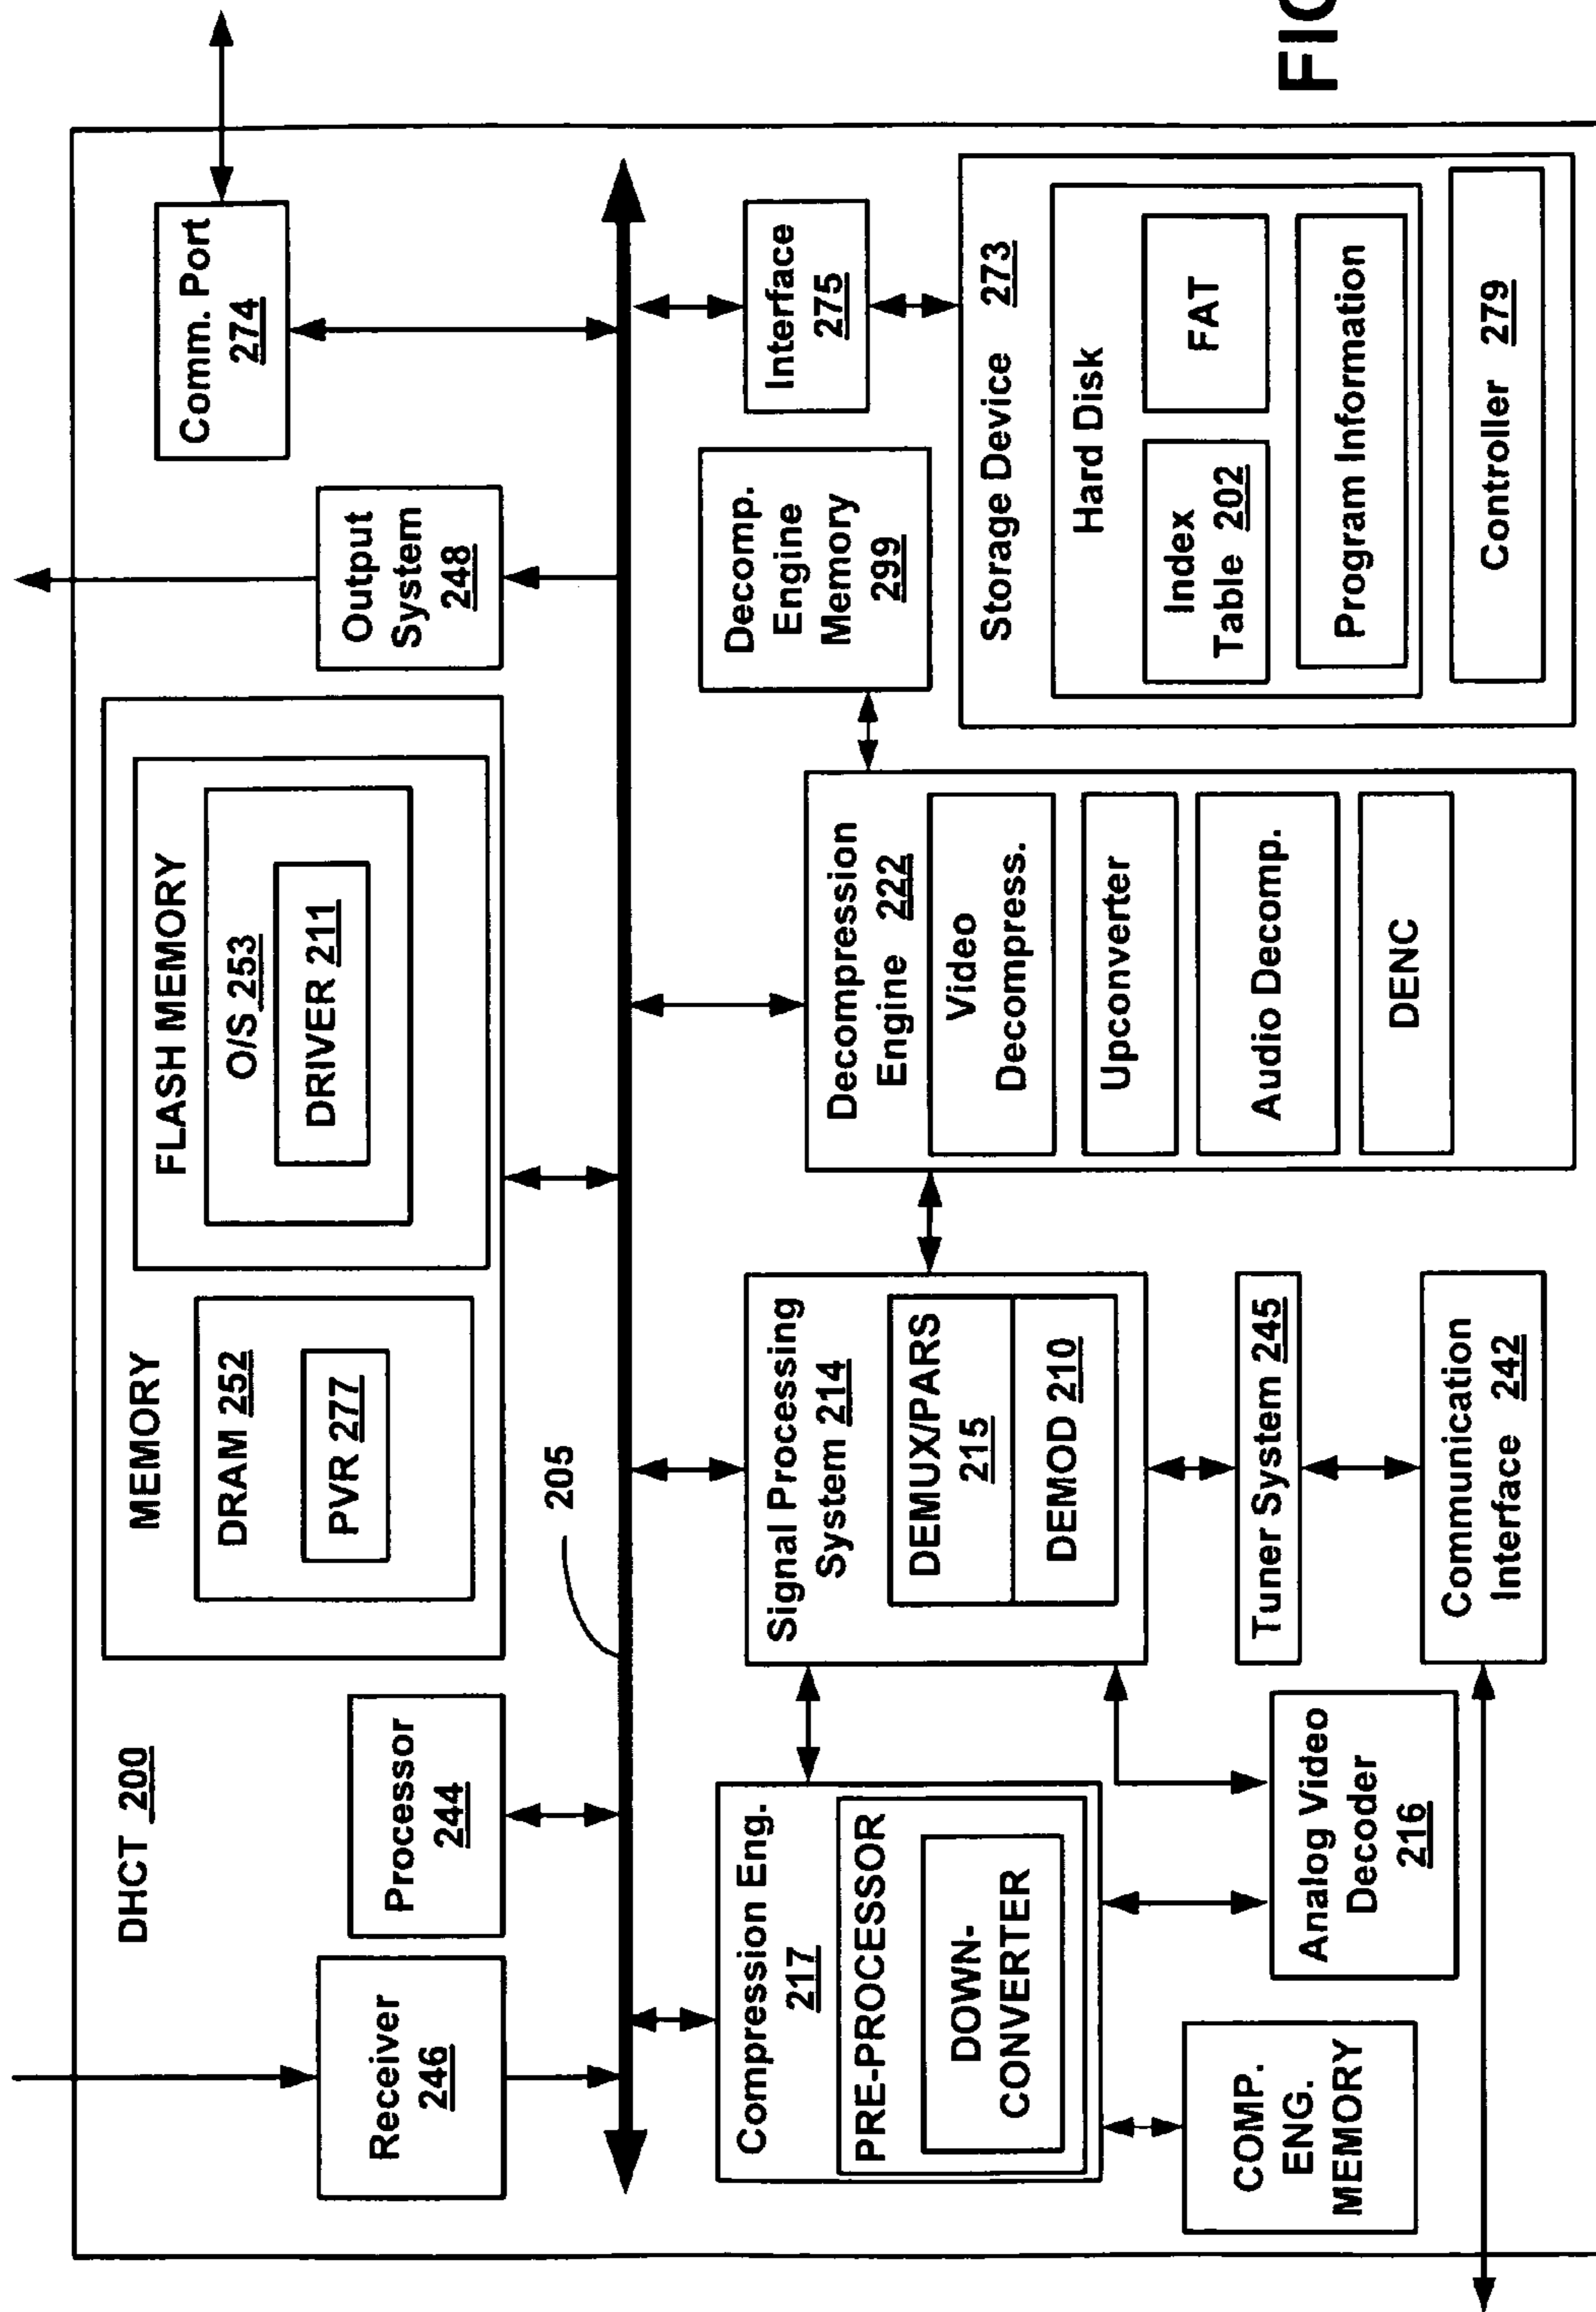 DHCT 200
Receiver
246
Processor
244
MEMORY
DRAM 252
PVR 277
FLASH MEMORY
O/S 253
DRIVER 211
Output
System
248
Comm. Port
274
205
Compression Eng.
217
PRE-PROCESSOR
DOWN-
CONVERTER
COMP.
ENG.
MEMORY
Analog Video
Decoder
216
Signal Processing
System 214
DEMUX/PARS
215
DEMOD 210
Tuner System 245
Communication
Interface 242
Decompression
Engine 222
Video
Decompress.
Upconverter
Audio Decomp.
DENC
Decomp.
Engine
Memory
299
Interface
275
Storage Device 273
Hard Disk
Index
Table 202
FAT
Program Information
Controller 279